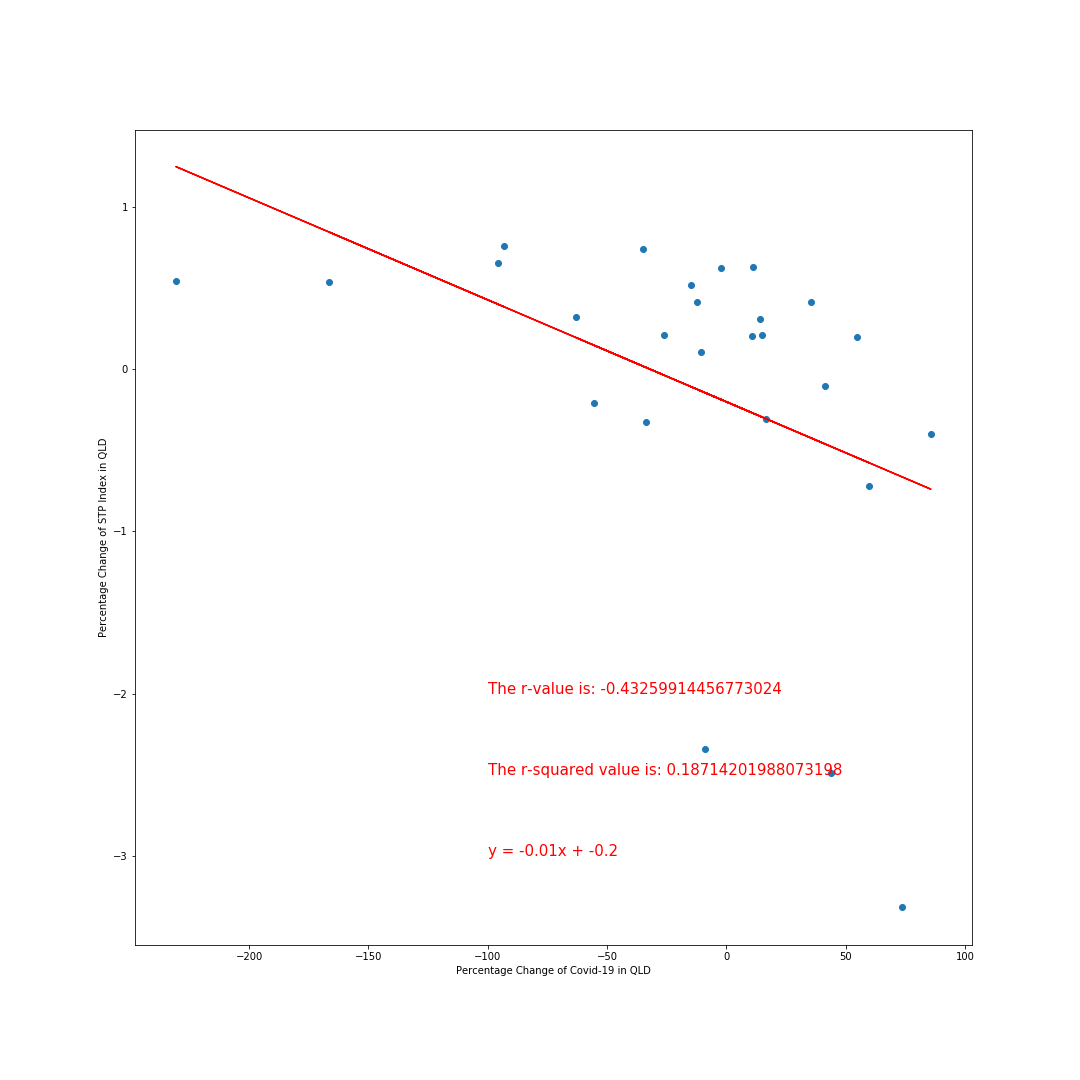 1
0
−1
−2
−3
Percentage Change of STP Index in QLD
The r-value is: -0.43259914456773024
The r-squared value is: 0.18714201988073198
y = -0.01x + -0.2
−200 −150 −100 −50 0 50 100
Percentage Change of Covid-19 in QLD